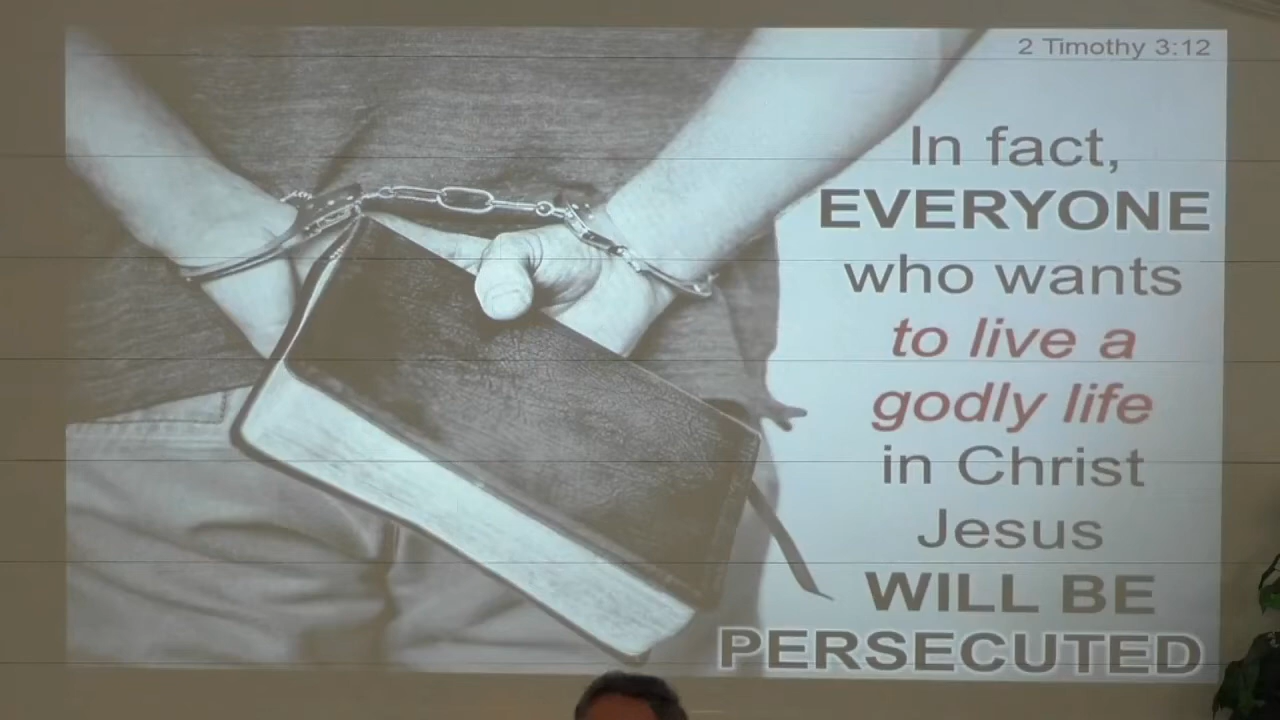 2 Timothy 3:12
In fact,
EVERYONE
who wants
to live a
godly life
in Christ
Jesus
WILL BE
PERSECUTED